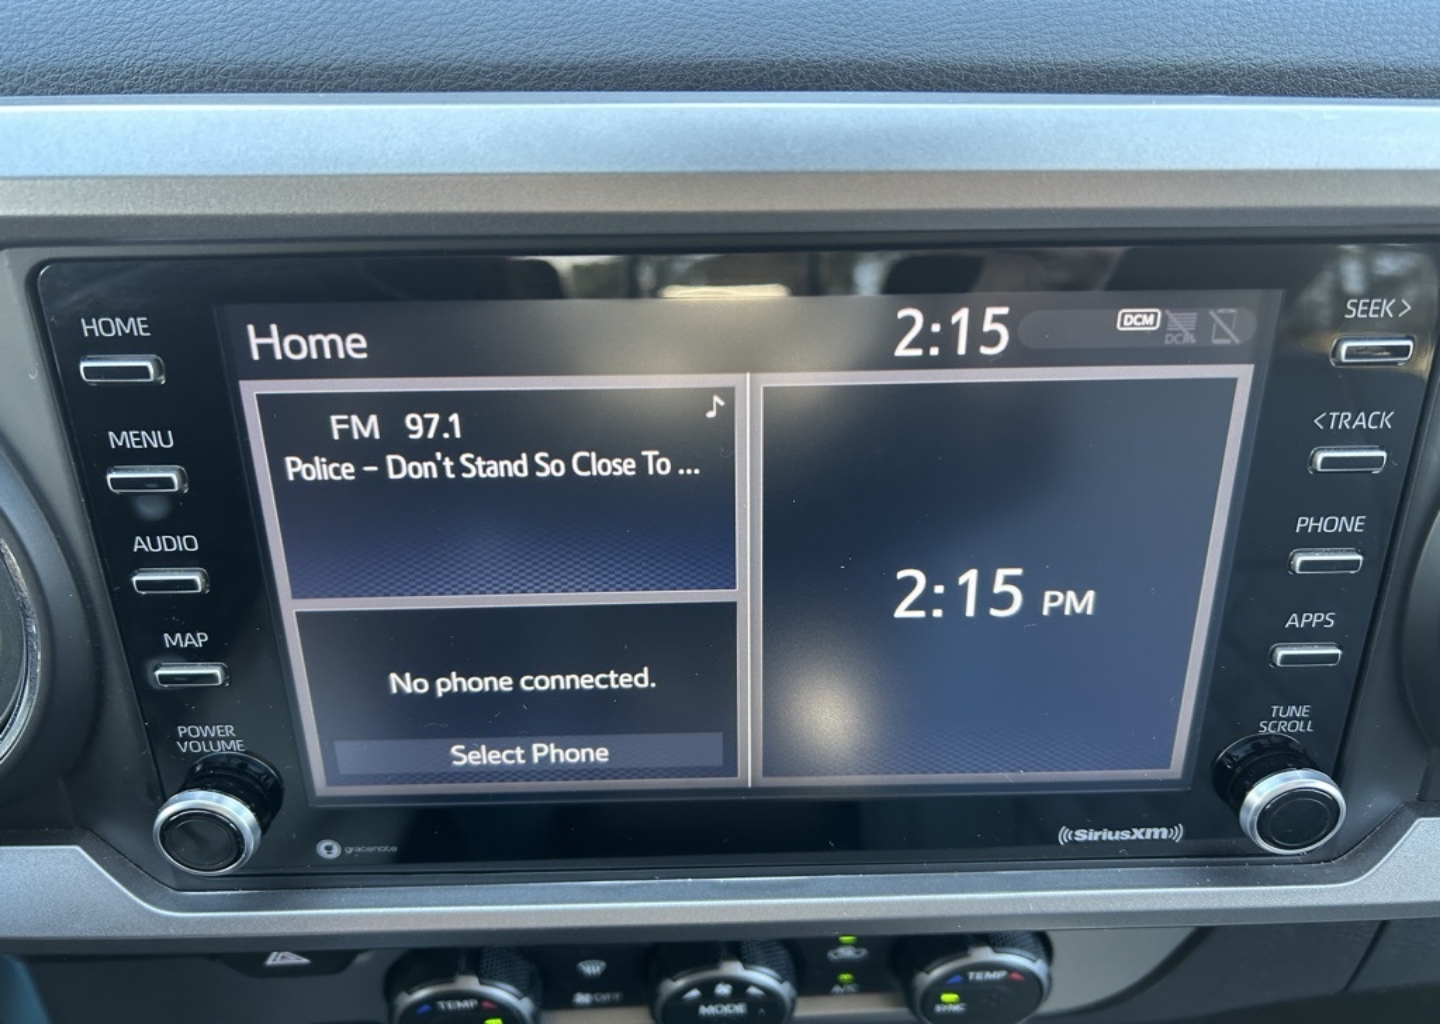 HOME
MENU
AUDIO
MAP
POWER
VOLUME
Home
2:15
DCM
DCM
FM 97.1
Police – Don't Stand So Close To ...
No phone connected.
Select Phone
2:15 PM
SEEK >
< TRACK
PHONE
APPS
TUNE
SCROLL
gracenote
((SiriusXM))
TEMP
OFF
MODE
A/C
TEMP
SYNC